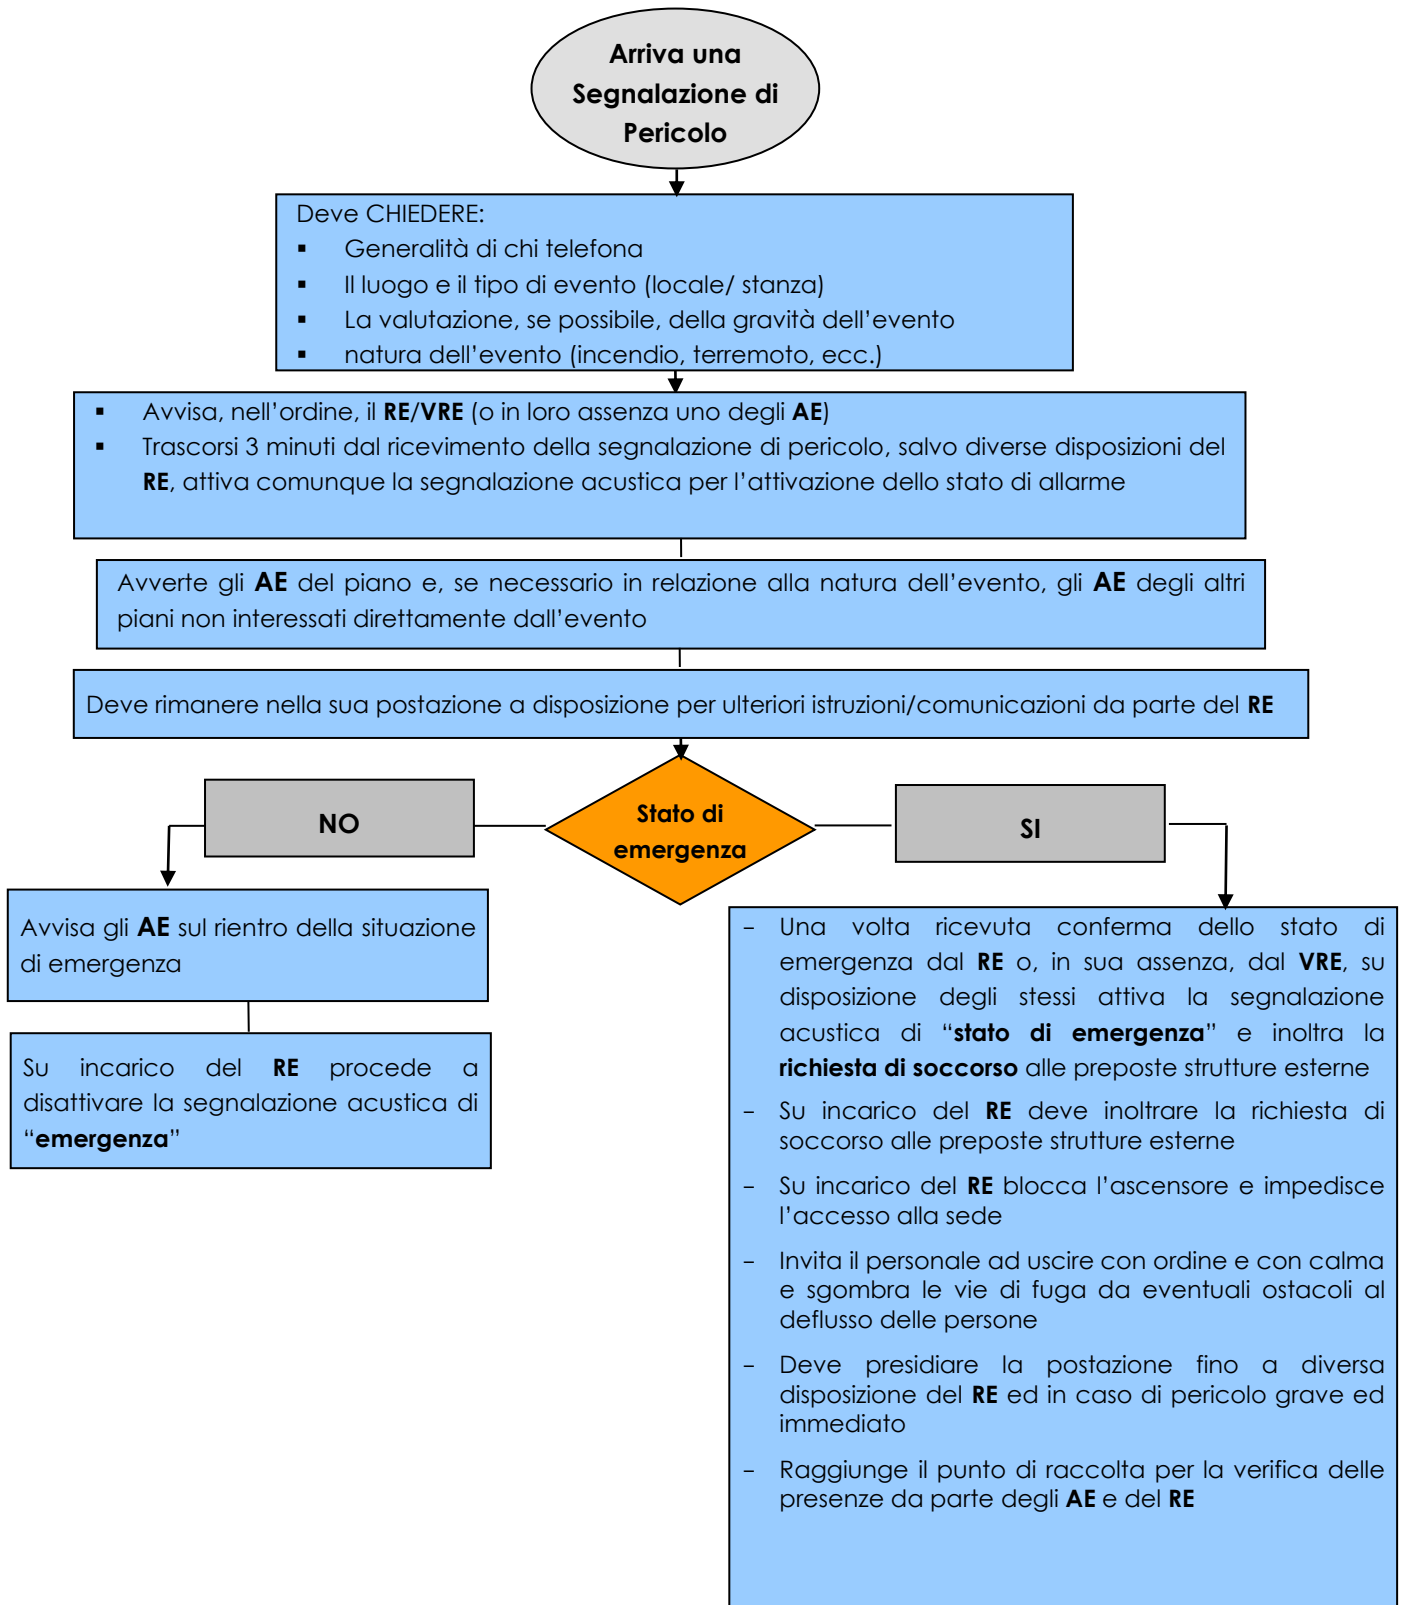 Arriva una
Segnalazione di
Pericolo
Deve CHIEDERE:
▪ Generalità di chi telefona
▪ Il luogo e il tipo di evento (locale/ stanza)
▪ La valutazione, se possibile, della gravità dell’evento
▪ natura dell’evento (incendio, terremoto, ecc.)
▪ Avvisa, nell’ordine, il RE/VRE (o in loro assenza uno degli AE)
▪ Trascorsi 3 minuti dal ricevimento della segnalazione di pericolo, salvo diverse disposizioni del
RE, attiva comunque la segnalazione acustica per l’attivazione dello stato di allarme
Avverte gli AE del piano e, se necessario in relazione alla natura dell’evento, gli AE degli altri
piani non interessati direttamente dall’evento
Deve rimanere nella sua postazione a disposizione per ulteriori istruzioni/comunicazioni da parte del RE
Stato di
emergenza
NO
SI
Avvisa gli AE sul rientro della situazione
di emergenza
Su incarico del RE procede a
disattivare la segnalazione acustica di
“emergenza”
- Una volta ricevuta conferma dello stato di
emergenza dal RE o, in sua assenza, dal VRE, su
disposizione degli stessi attiva la segnalazione
acustica di “stato di emergenza” e inoltra la
richiesta di soccorso alle preposte strutture esterne
- Su incarico del RE deve inoltrare la richiesta di
soccorso alle preposte strutture esterne
- Su incarico del RE blocca l’ascensore e impedisce
l’accesso alla sede
- Invita il personale ad uscire con ordine e con calma
e sgombra le vie di fuga da eventuali ostacoli al
deflusso delle persone
- Deve presidiare la postazione fino a diversa
disposizione del RE ed in caso di pericolo grave ed
immediato
- Raggiunge il punto di raccolta per la verifica delle
presenze da parte degli AE e del RE